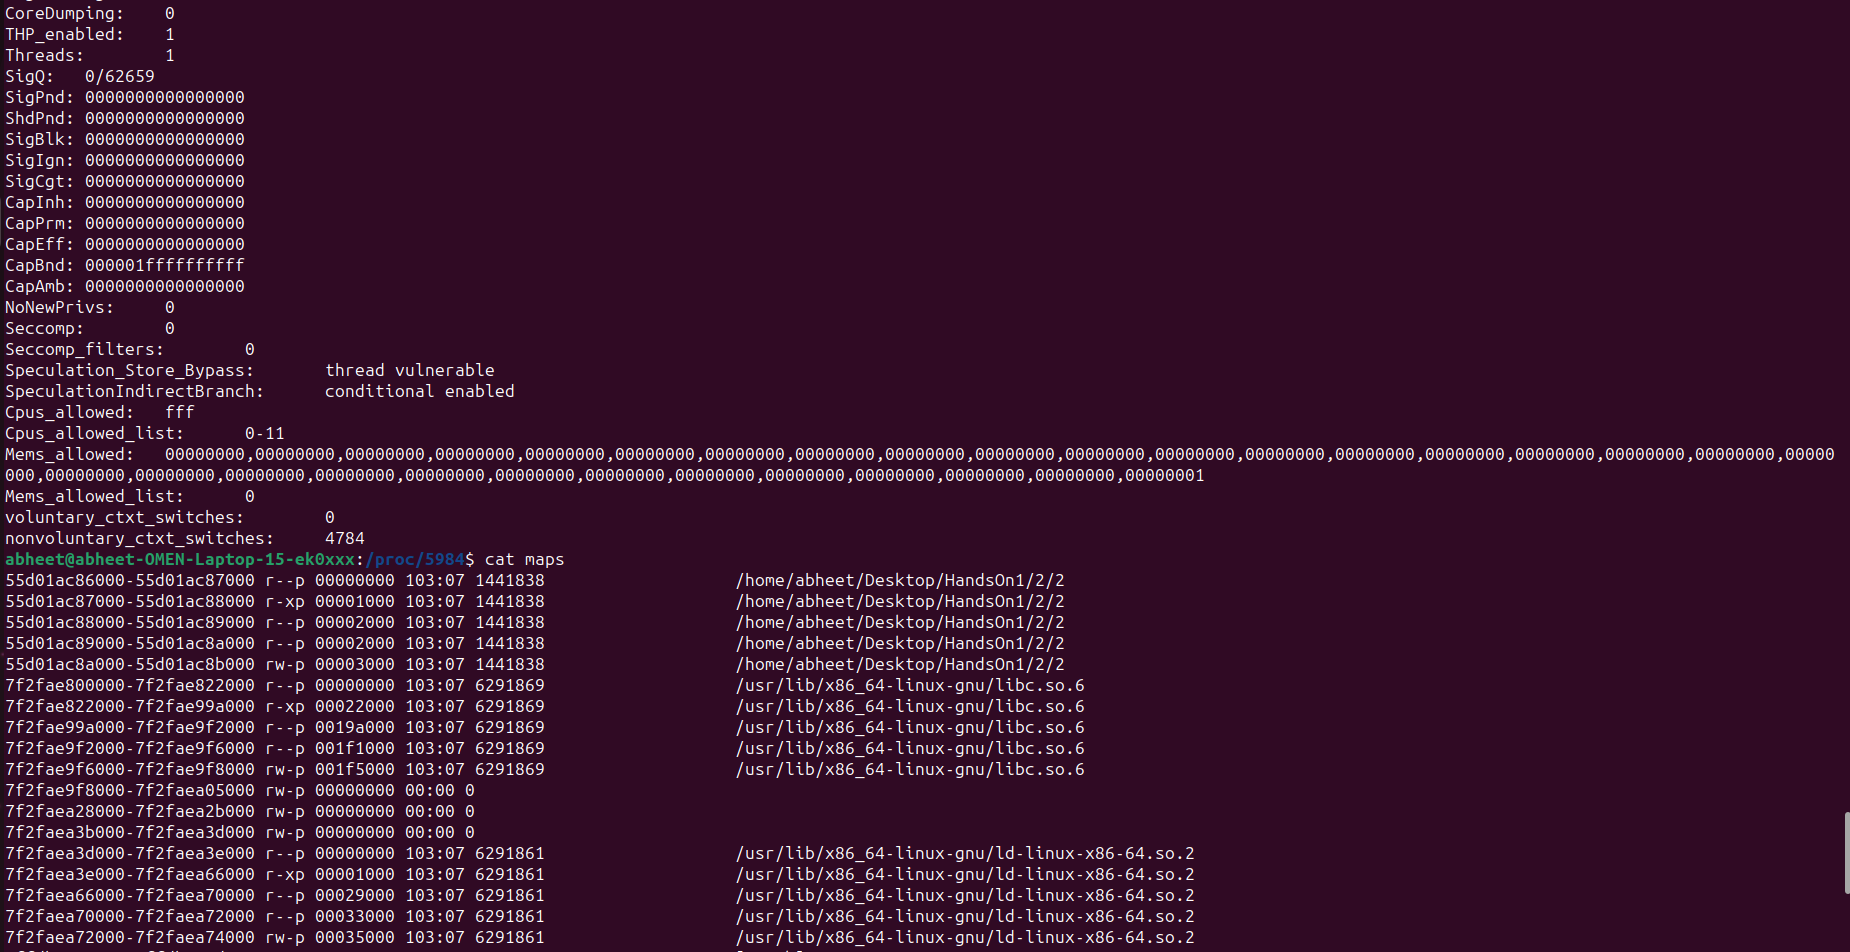 CoreDumping:    0
THP_enabled:    1
Threads:        1
SigQ:   0/62659
SigPnd: 0000000000000000
ShdPnd: 0000000000000000
SigBlk: 0000000000000000
SigIgn: 0000000000000000
SigCgt: 0000000000000000
CapInh: 0000000000000000
CapPrm: 0000000000000000
CapEff: 0000000000000000
CapBnd: 000001ffffffffff
CapAmb: 0000000000000000
NoNewPrivs:     0
Seccomp:        0
Seccomp_filters:        0
Speculation_Store_Bypass:       thread vulnerable
SpeculationIndirectBranch:      conditional enabled
Cpus_allowed:   fff
Cpus_allowed_list:      0-11
Mems_allowed:   00000000,00000000,00000000,00000000,00000000,00000000,00000000,00000000,00000000,00000000,00000000,00000000,00000000,00000000,00000000,00000000,00000000,00000000,00000
000,00000000,00000000,00000000,00000000,00000000,00000000,00000000,00000000,00000000,00000000,00000000,00000000,00000001
Mems_allowed_list:      0
voluntary_ctxt_switches:        0
nonvoluntary_ctxt_switches:     4784
abheet@abheet-OMEN-Laptop-15-ek0xxx:/proc/5984$ cat maps
55d01ac86000-55d01ac87000 r--p 00000000 103:07 1441838                   /home/abheet/Desktop/HandsOn1/2/2
55d01ac87000-55d01ac88000 r-xp 00001000 103:07 1441838                   /home/abheet/Desktop/HandsOn1/2/2
55d01ac88000-55d01ac89000 r--p 00002000 103:07 1441838                   /home/abheet/Desktop/HandsOn1/2/2
55d01ac89000-55d01ac8a000 r--p 00002000 103:07 1441838                   /home/abheet/Desktop/HandsOn1/2/2
55d01ac8a000-55d01ac8b000 rw-p 00003000 103:07 1441838                   /home/abheet/Desktop/HandsOn1/2/2
7f2fae800000-7f2fae822000 r--p 00000000 103:07 6291869                   /usr/lib/x86_64-linux-gnu/libc.so.6
7f2fae822000-7f2fae99a000 r-xp 00022000 103:07 6291869                   /usr/lib/x86_64-linux-gnu/libc.so.6
7f2fae99a000-7f2fae9f2000 r--p 0019a000 103:07 6291869                   /usr/lib/x86_64-linux-gnu/libc.so.6
7f2fae9f2000-7f2fae9f6000 r--p 001f1000 103:07 6291869                   /usr/lib/x86_64-linux-gnu/libc.so.6
7f2fae9f6000-7f2fae9f8000 rw-p 001f5000 103:07 6291869                   /usr/lib/x86_64-linux-gnu/libc.so.6
7f2fae9f8000-7f2faea05000 rw-p 00000000 00:00 0
7f2faea28000-7f2faea2b000 rw-p 00000000 00:00 0
7f2faea3b000-7f2faea3d000 rw-p 00000000 00:00 0
7f2faea3d000-7f2faea3e000 r--p 00000000 103:07 6291861                   /usr/lib/x86_64-linux-gnu/ld-linux-x86-64.so.2
7f2faea3e000-7f2faea66000 r-xp 00001000 103:07 6291861                   /usr/lib/x86_64-linux-gnu/ld-linux-x86-64.so.2
7f2faea66000-7f2faea70000 r--p 00029000 103:07 6291861                   /usr/lib/x86_64-linux-gnu/ld-linux-x86-64.so.2
7f2faea70000-7f2faea72000 r--p 00033000 103:07 6291861                   /usr/lib/x86_64-linux-gnu/ld-linux-x86-64.so.2
7f2faea72000-7f2faea74000 rw-p 00035000 103:07 6291861                   /usr/lib/x86_64-linux-gnu/ld-linux-x86-64.so.2